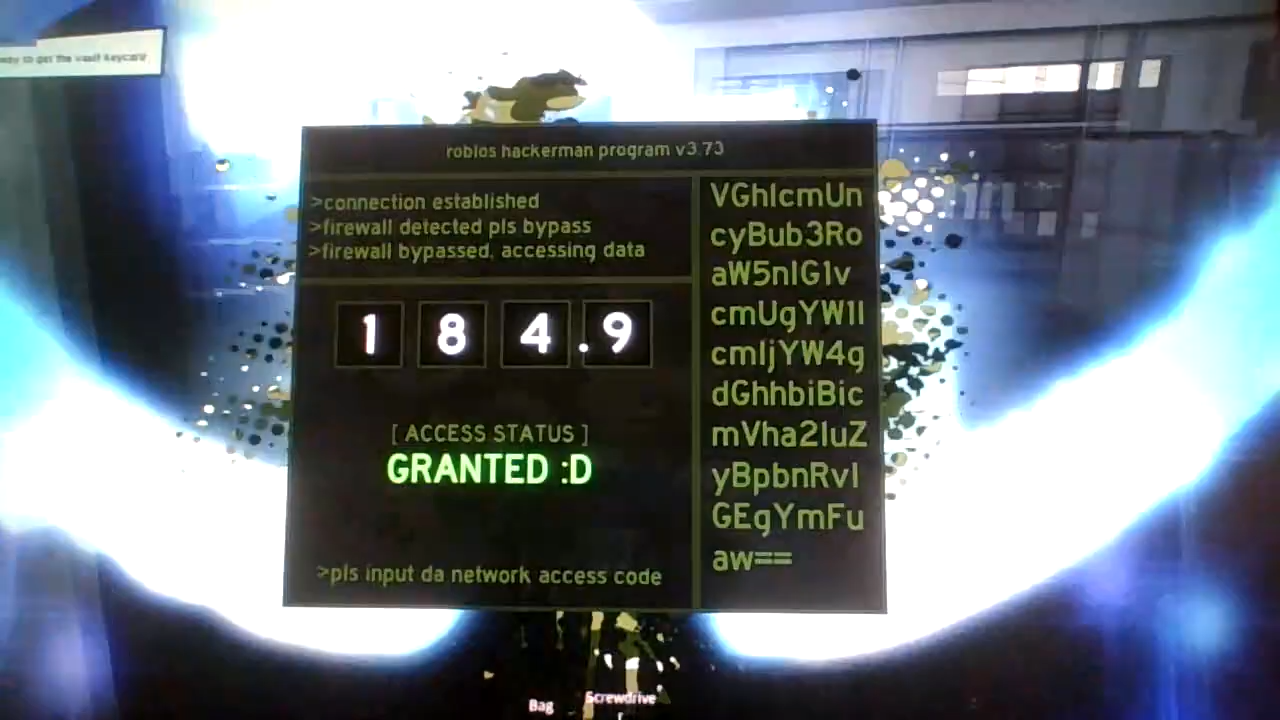 to get the vault keycard
roblos hackerman program v3.73
>connection established
>firewall detected pls bypass
>firewall bypassed, accessing data
1 8 4 . 9
[ ACCESS STATUS ]
GRANTED :D
>pls input da network access code
VGhlcmUn
cyBub3Ro
aW5nIG1v
cmUgYW1l
cmljYW4g
dGhhbiBic
mVha2luZ
yBpbnRvI
GEgYmFu
aw==
Bag
Screwdrive
r